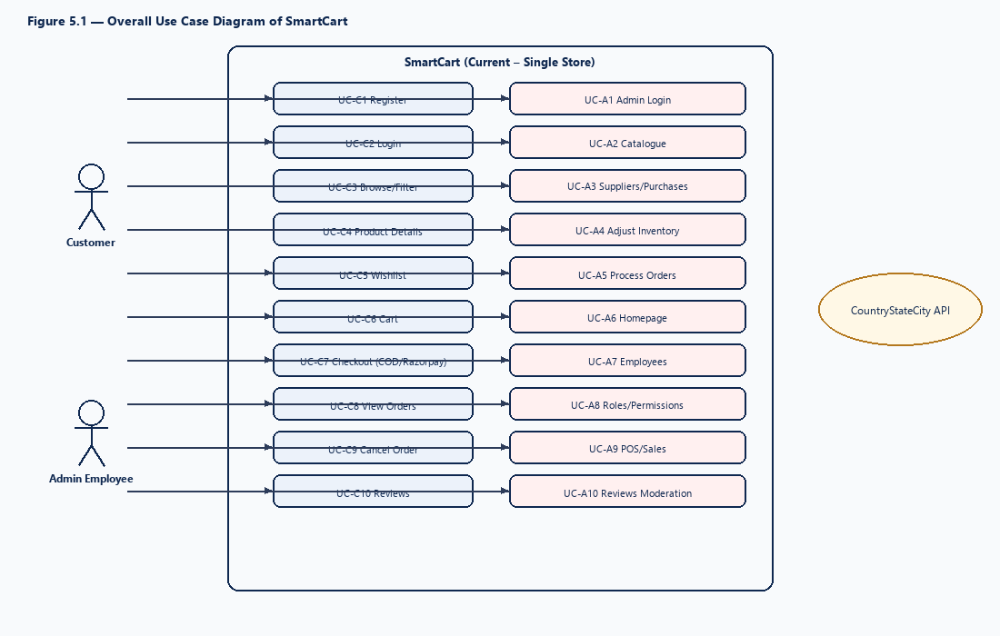 Figure 5.1 — Overall Use Case Diagram of SmartCart
SmartCart (Current – Single Store)
UC-C1 Register
UC-A1 Admin Login
UC-C2 Login
UC-A2 Catalogue
UC-C3 Browse/Filter
UC-A3 Suppliers/Purchases
UC-C4 Product Details
UC-A4 Adjust Inventory
Customer
UC-C5 Wishlist
UC-A5 Process Orders
CountryStateCity API
UC-C6 Cart
UC-A6 Homepage
UC-C7 Checkout (COD/Razorpay)
UC-A7 Employees
UC-C8 View Orders
UC-A8 Roles/Permissions
UC-C9 Cancel Order
UC-A9 POS/Sales
Admin Employee
UC-C10 Reviews
UC-A10 Reviews Moderation